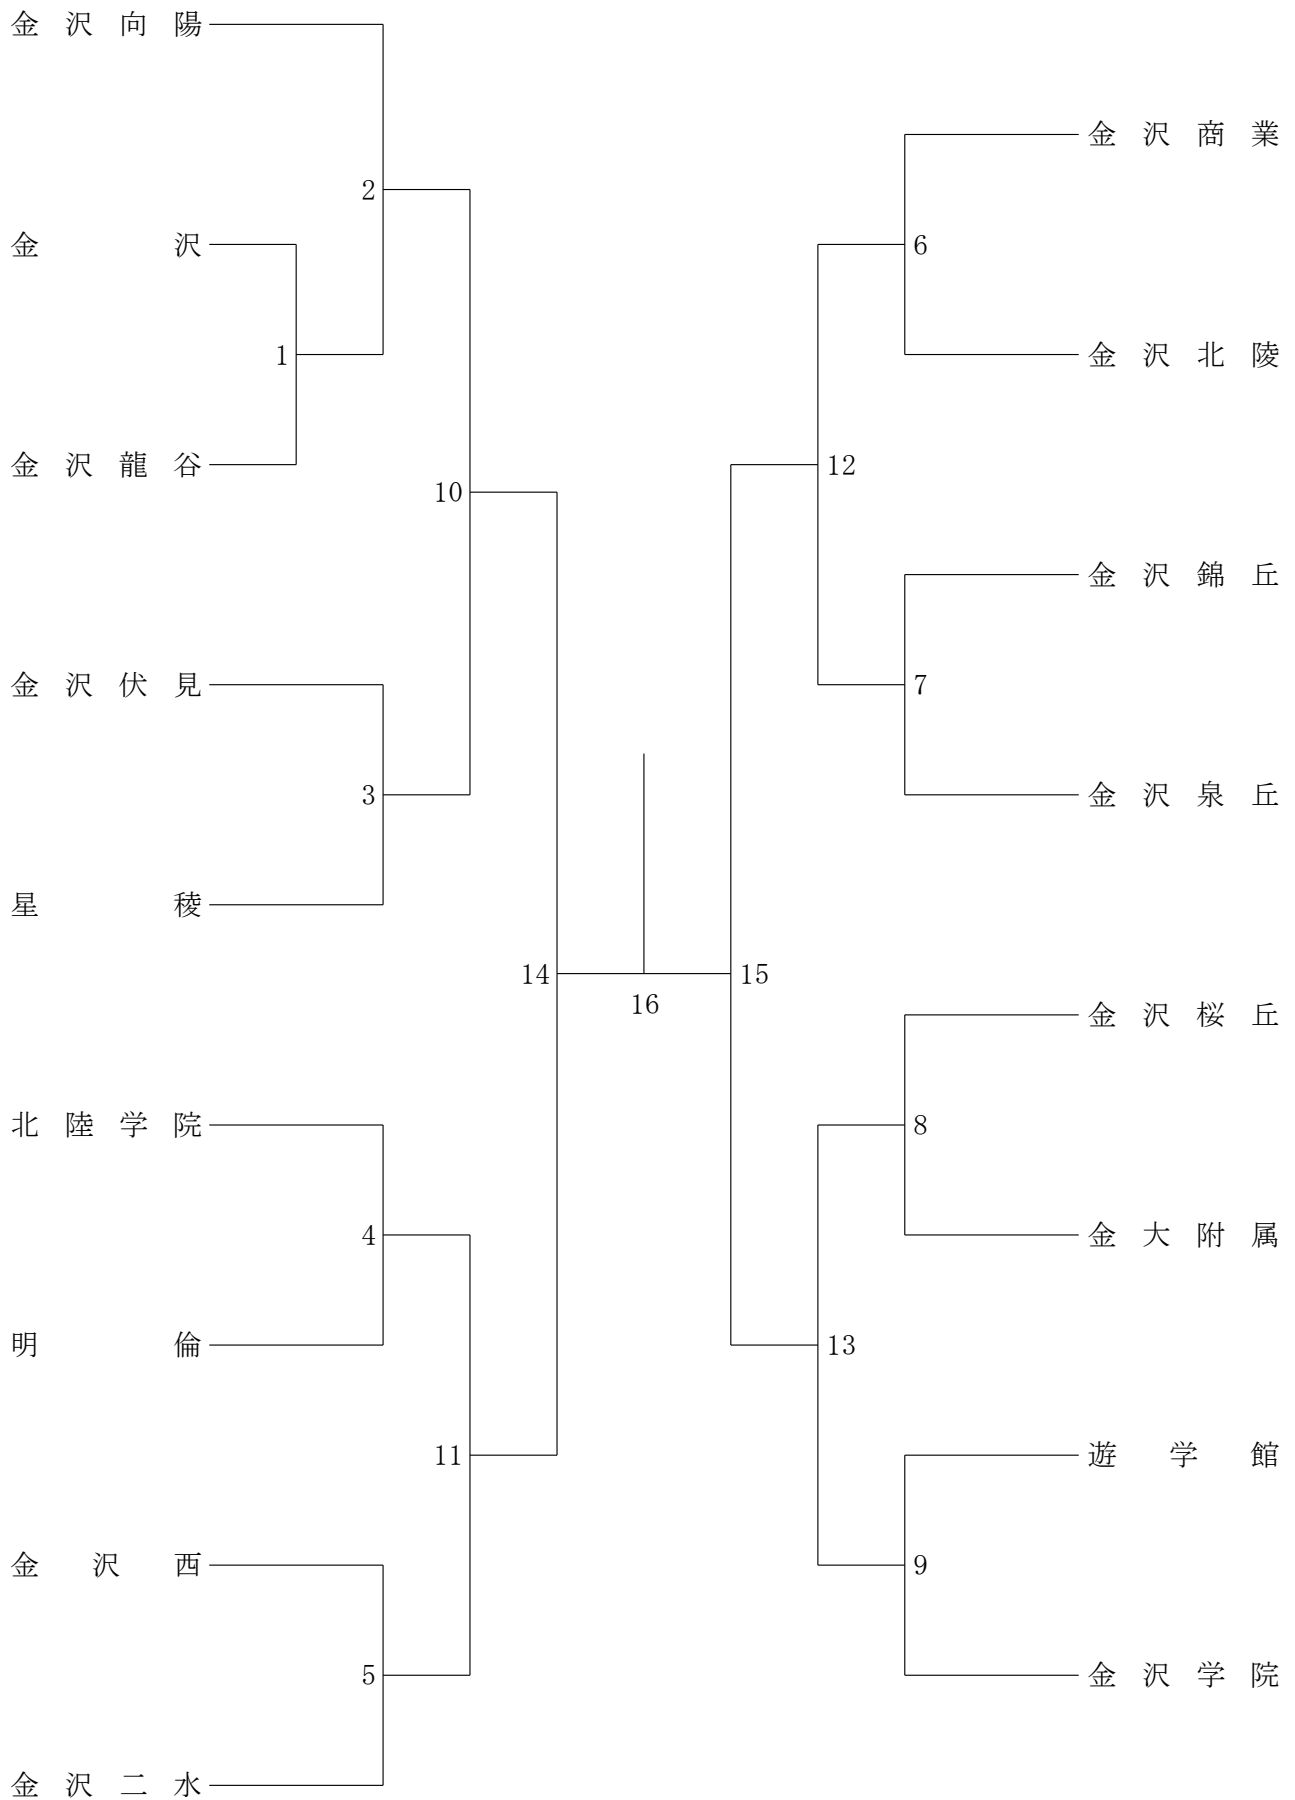 金沢向陽
金沢
金沢龍谷
金沢伏見
星稜
北陸学院
明倫
金沢西
金沢二水
1
2
3
4
5
10
11
14
16
15
12
13
6
7
8
9
金沢商業
金沢北陵
金沢錦丘
金沢泉丘
金沢桜丘
金大附属
遊学館
金沢学院